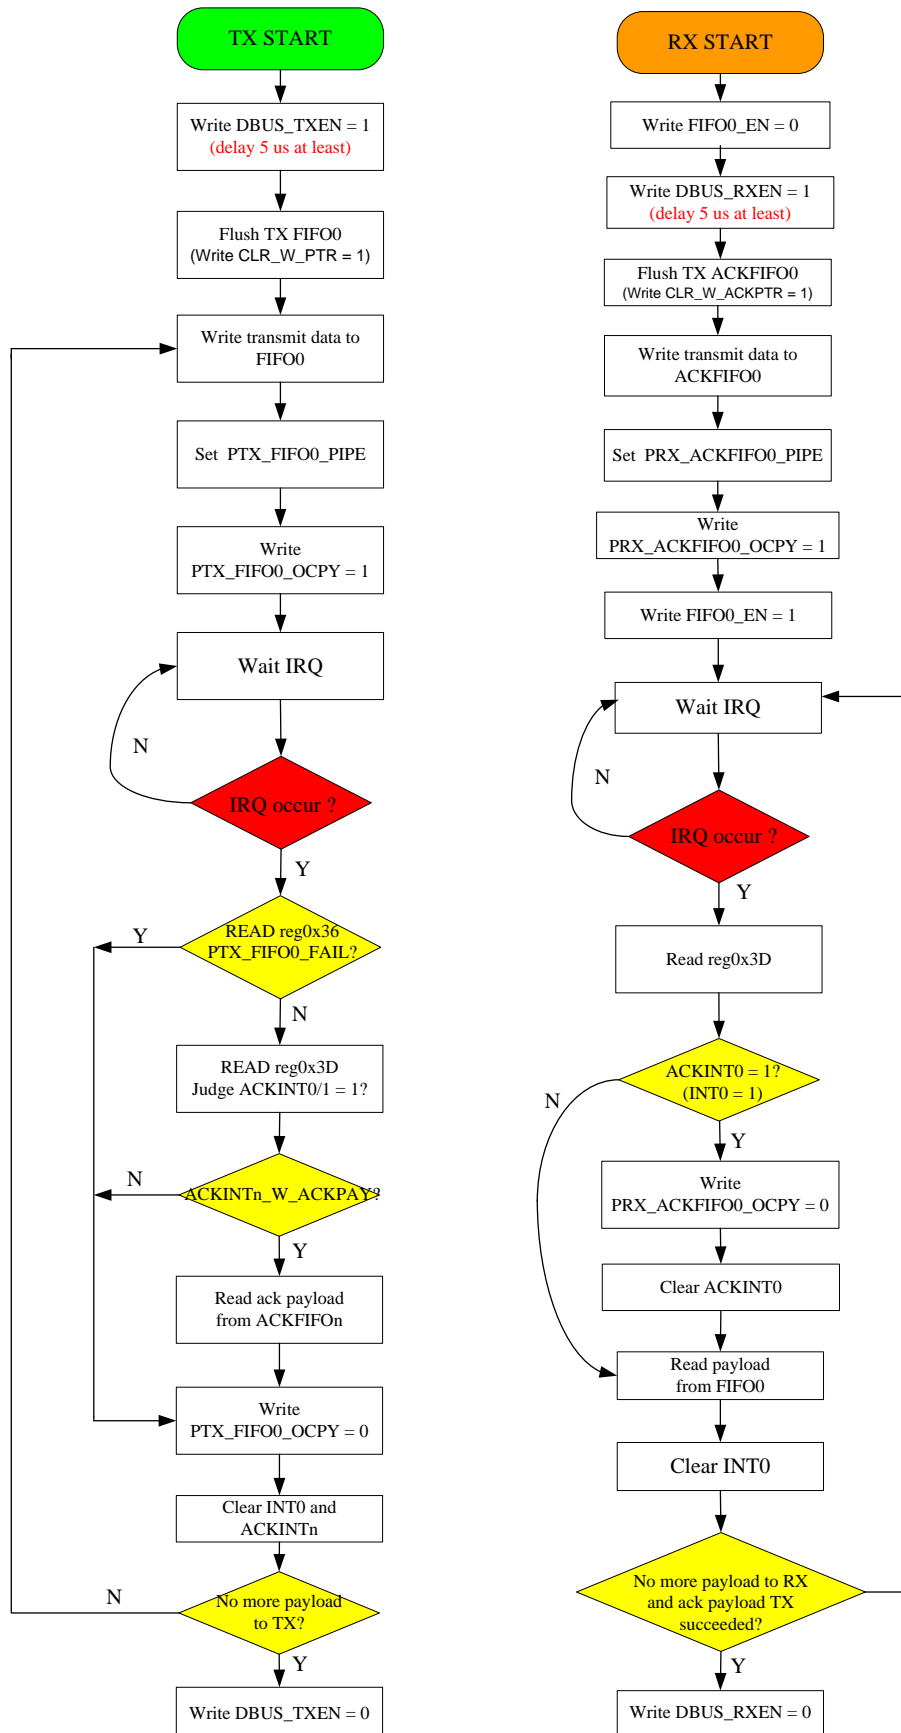 TX START
Write DBUS_TXEN = 1
(delay 5 us at least)
Flush TX FIFO0
(Write CLR_W_PTR = 1)
Write transmit data to
FIFO0
Set PTX_FIFO0_PIPE
Write
PTX_FIFO0_OCPY = 1
Wait IRQ
N
IRQ occur ?
Y
READ reg0x36
PTX_FIFO0_FAIL?
Y
N
READ reg0x3D
Judge ACKINT0/1 = 1?
ACKINTn_W_ACKPAY?
N
Y
Read ack payload
from ACKFIFOn
Write
PTX_FIFO0_OCPY = 0
Clear INT0 and
ACKINTn
No more payload
to TX?
N
Y
Write DBUS_TXEN = 0
RX START
Write FIFO0_EN = 0
Write DBUS_RXEN = 1
(delay 5 us at least)
Flush TX ACKFIFO0
(Write CLR_W_ACKPTR = 1)
Write transmit data to
ACKFIFO0
Set PRX_ACKFIFO0_PIPE
Write
PRX_ACKFIFO0_OCPY = 1
Write FIFO0_EN = 1
Wait IRQ
N
IRQ occur ?
Y
Read reg0x3D
ACKINT0 = 1?
(INT0 = 1)
N
Y
Write
PRX_ACKFIFO0_OCPY = 0
Clear ACKINT0
Read payload
from FIFO0
Clear INT0
No more payload to RX
and ack payload TX
succeeded?
Y
Write DBUS_RXEN = 0